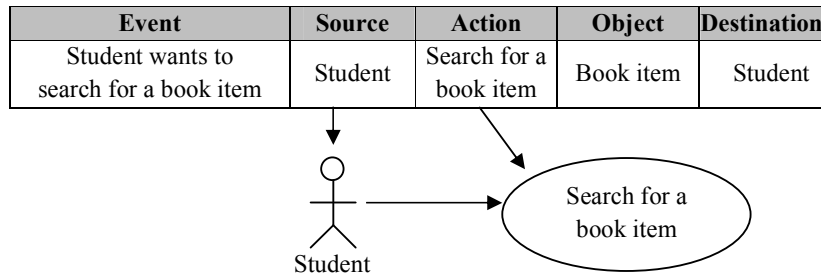 Event Source Action Object Destination
Student wants to search for a book item Student Search for a book item Book item Student
Search for a
book item
Student